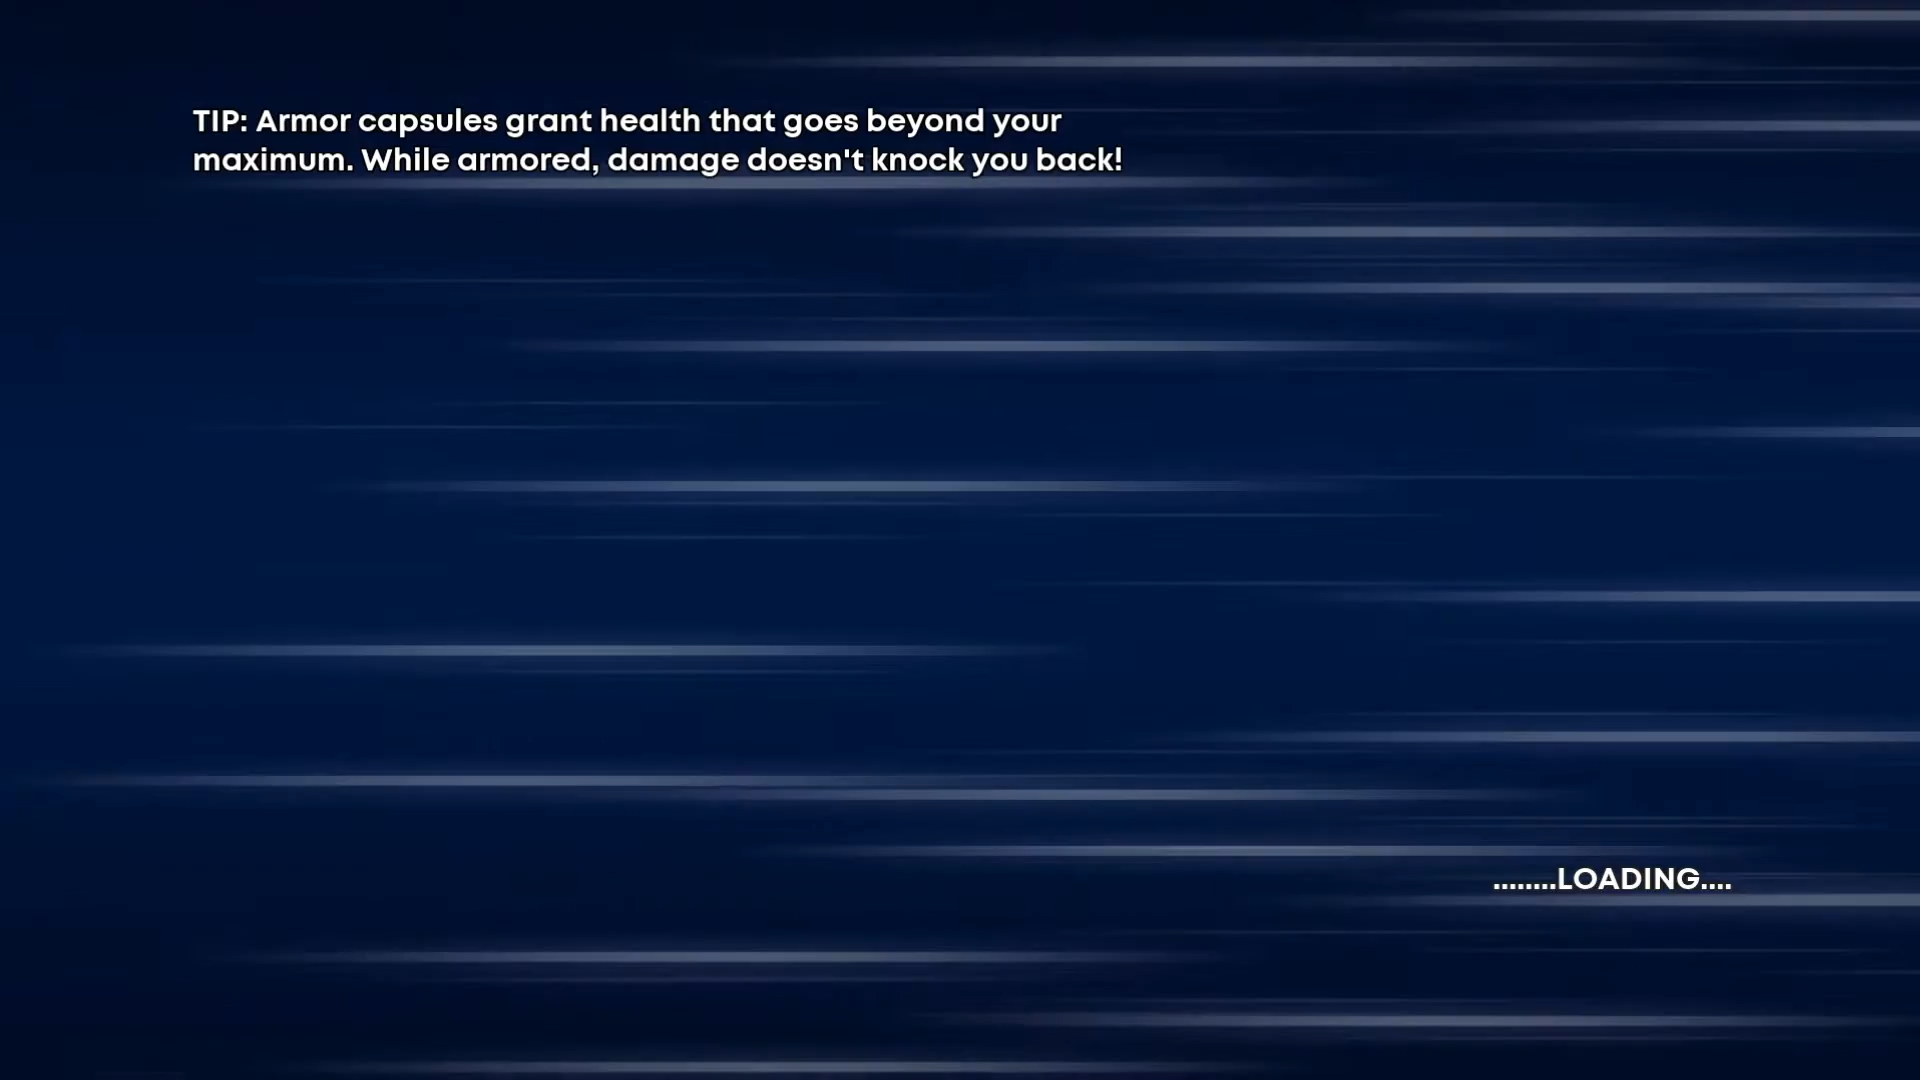 TIP: Armor capsules grant health that goes beyond your
maximum. While armored, damage doesn't knock you back!
........LOADING....